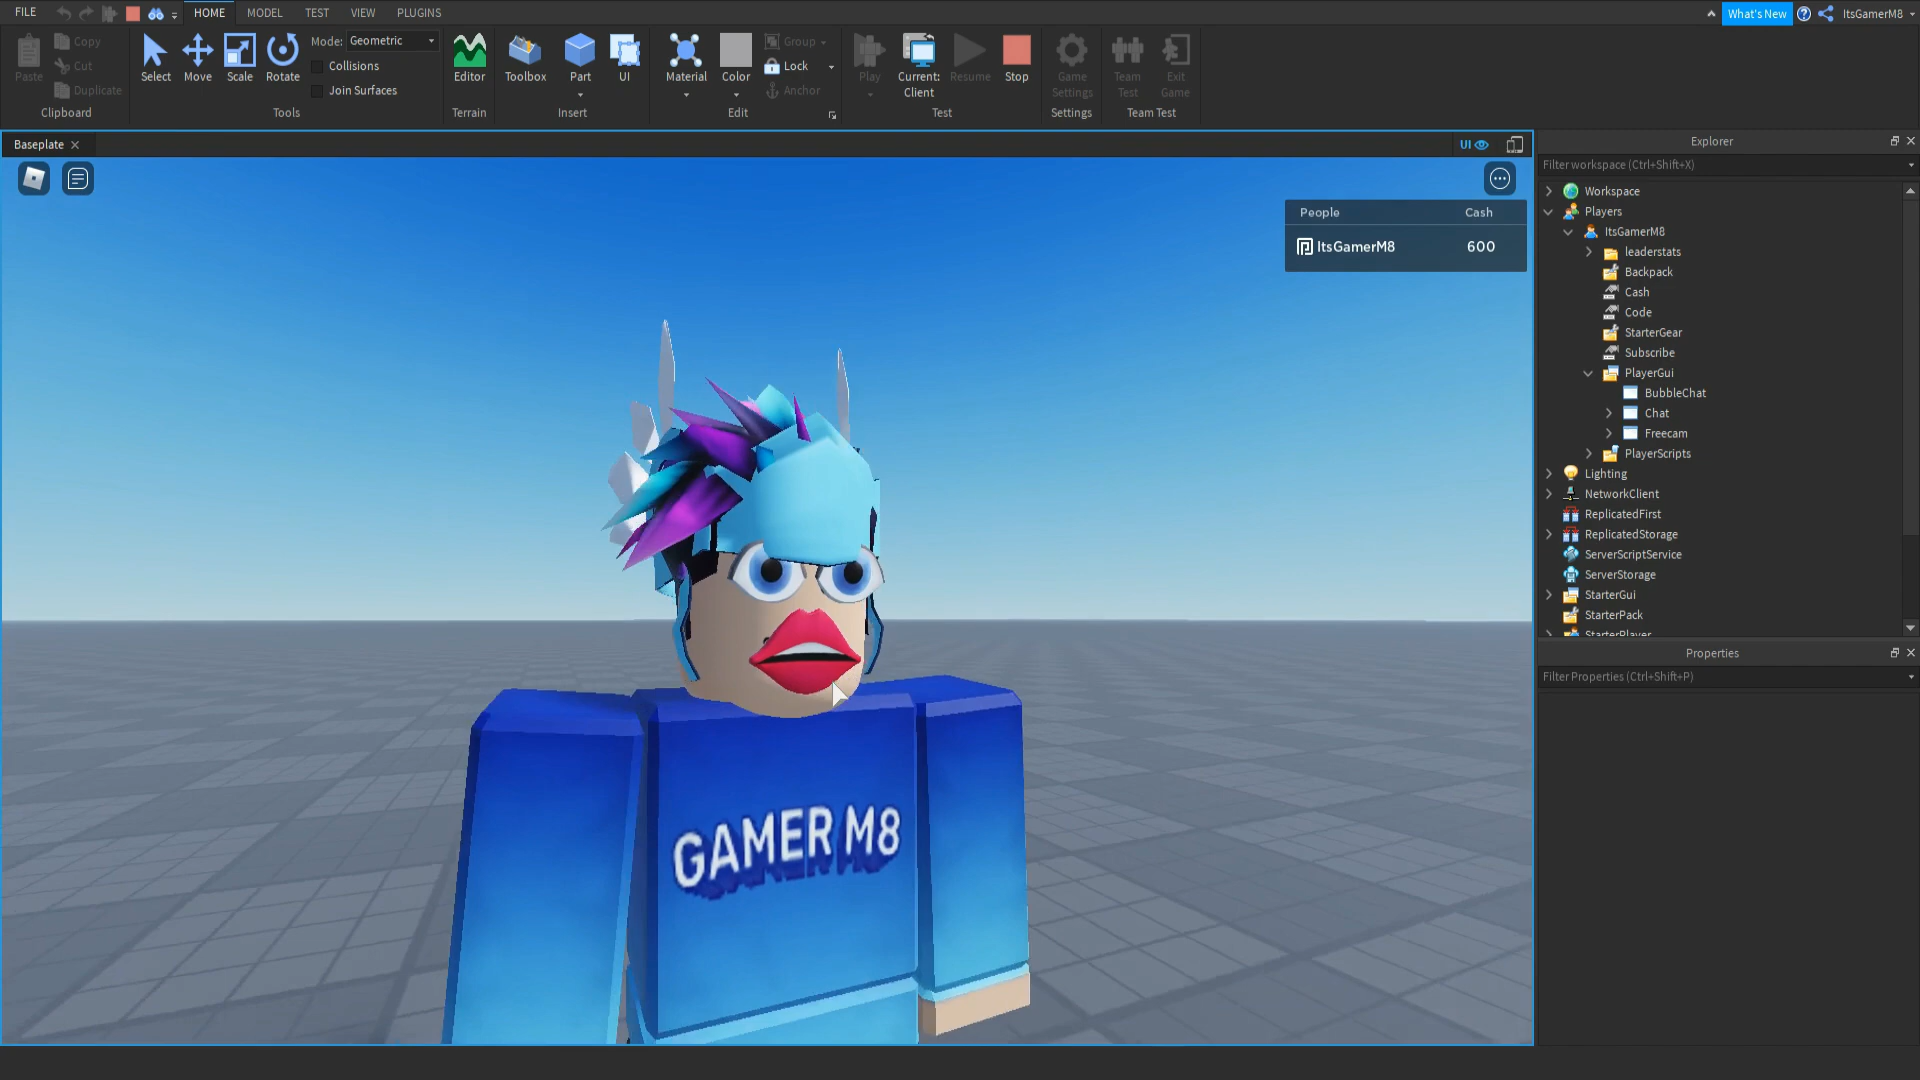 FILE
HOME
MODEL
TEST
VIEW
PLUGINS
What's New
ItsGamerM8
Paste
Copy
Cut
Duplicate
Clipboard
Select
Move
Scale
Rotate
Mode: Geometric
Collisions
Join Surfaces
Tools
Editor
Terrain
Toolbox
Part
UI
Insert
Material
Color
Group
Lock
Anchor
Edit
Play
Current:
Client
Resume
Stop
Test
Game
Settings
Settings
Team
Test
Exit
Game
Team Test
Baseplate
UI
People Cash
ItsGamerM8 600
GAMER M8
Explorer
Filter workspace (Ctrl+Shift+X)
Workspace
Players
ItsGamerM8
leaderstats
Backpack
Cash
Code
StarterGear
Subscribe
PlayerGui
BubbleChat
Chat
Freecam
PlayerScripts
Lighting
NetworkClient
ReplicatedFirst
ReplicatedStorage
ServerScriptService
ServerStorage
StarterGui
StarterPack
StarterPlayer
Properties
Filter Properties (Ctrl+Shift+P)